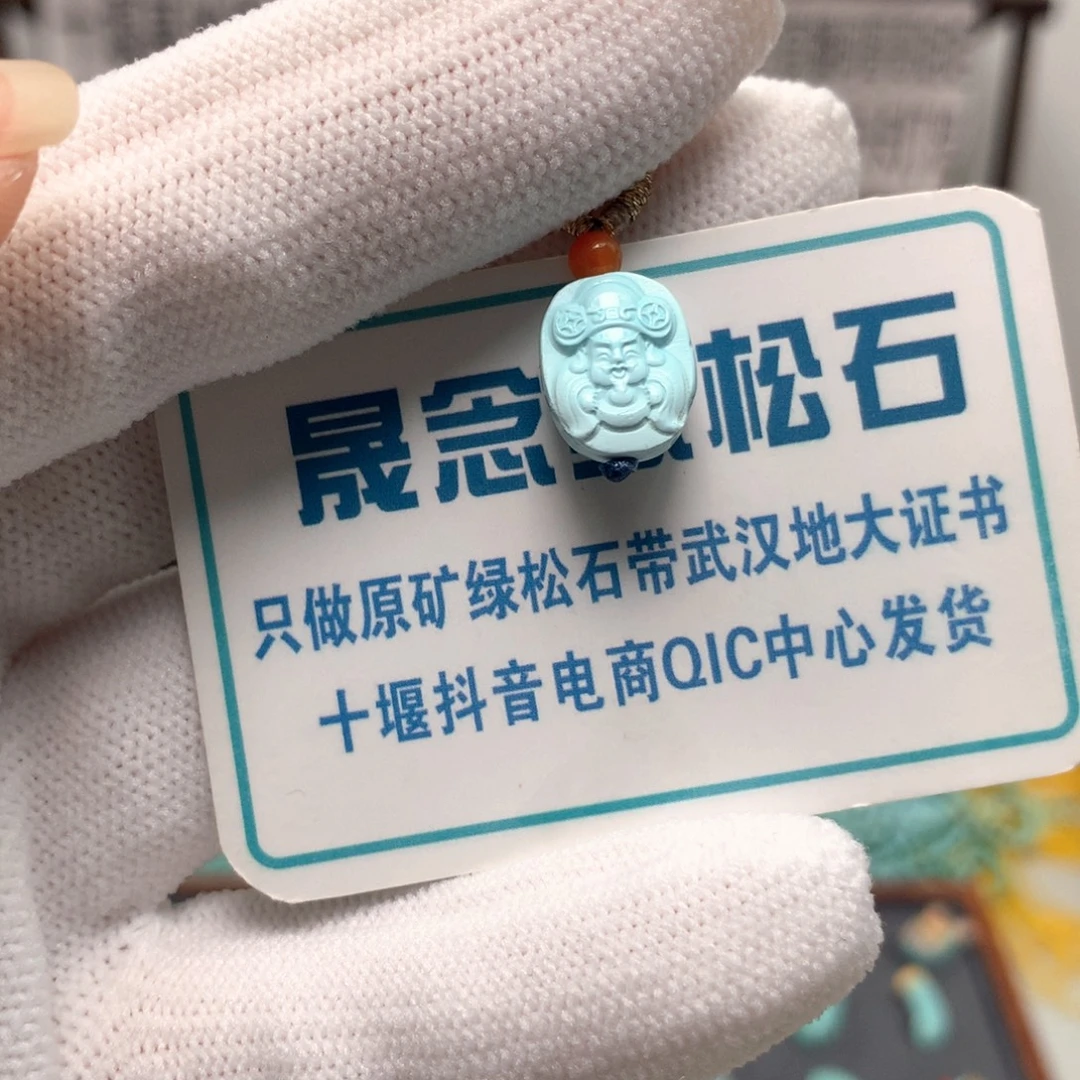 晟念绿松石
只做原矿绿松石带武汉地大证书
十堰抖音电商QIC中心发货